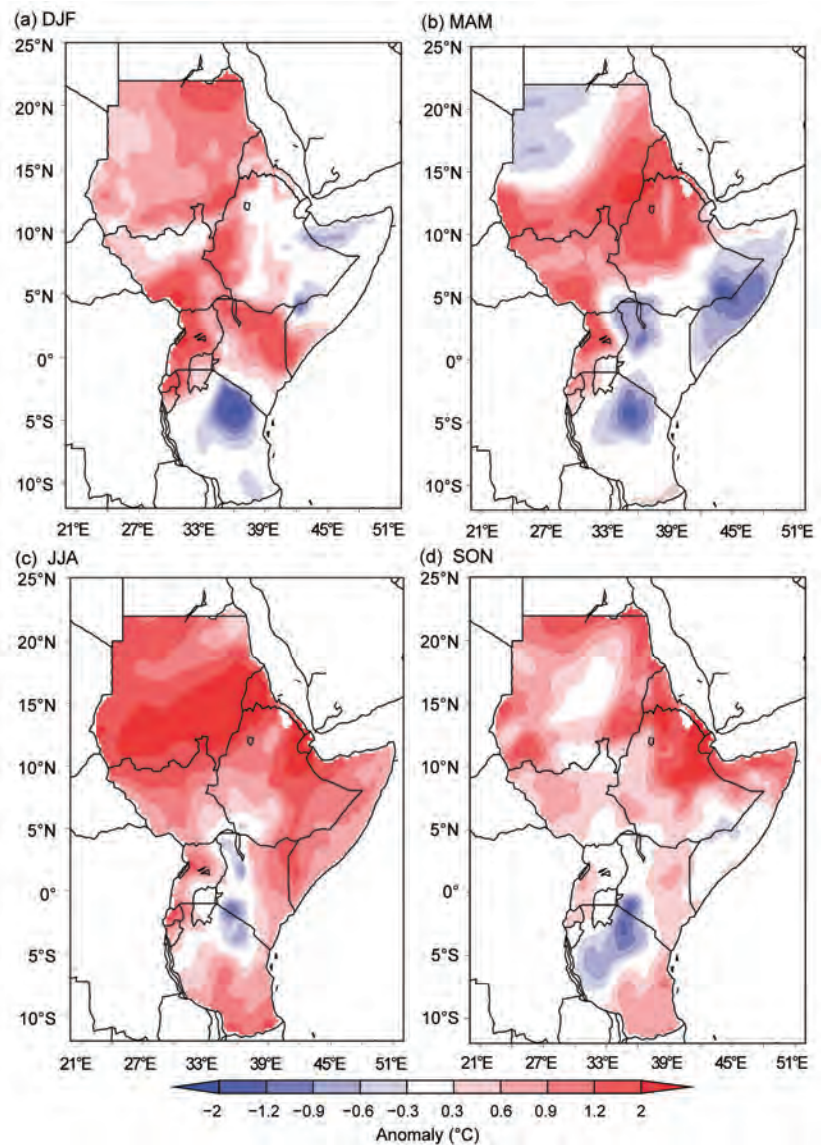 (a) DJF
25°N
20°N
15°N
10°N
5°N
0°
5°S
10°S
21°E 27°E 33°E 39°E 45°E 51°E
(b) MAM
25°N
20°N
15°N
10°N
5°N
0°
5°S
10°S
21°E 27°E 33°E 39°E 45°E 51°E
(c) JJA
25°N
20°N
15°N
10°N
5°N
0°
5°S
10°S
21°E 27°E 33°E 39°E 45°E 51°E
(d) SON
25°N
20°N
15°N
10°N
5°N
0°
5°S
10°S
21°E 27°E 33°E 39°E 45°E 51°E
−2 −1.2 −0.9 −0.6 −0.3 0.3 0.6 0.9 1.2 2
Anomaly (°C)